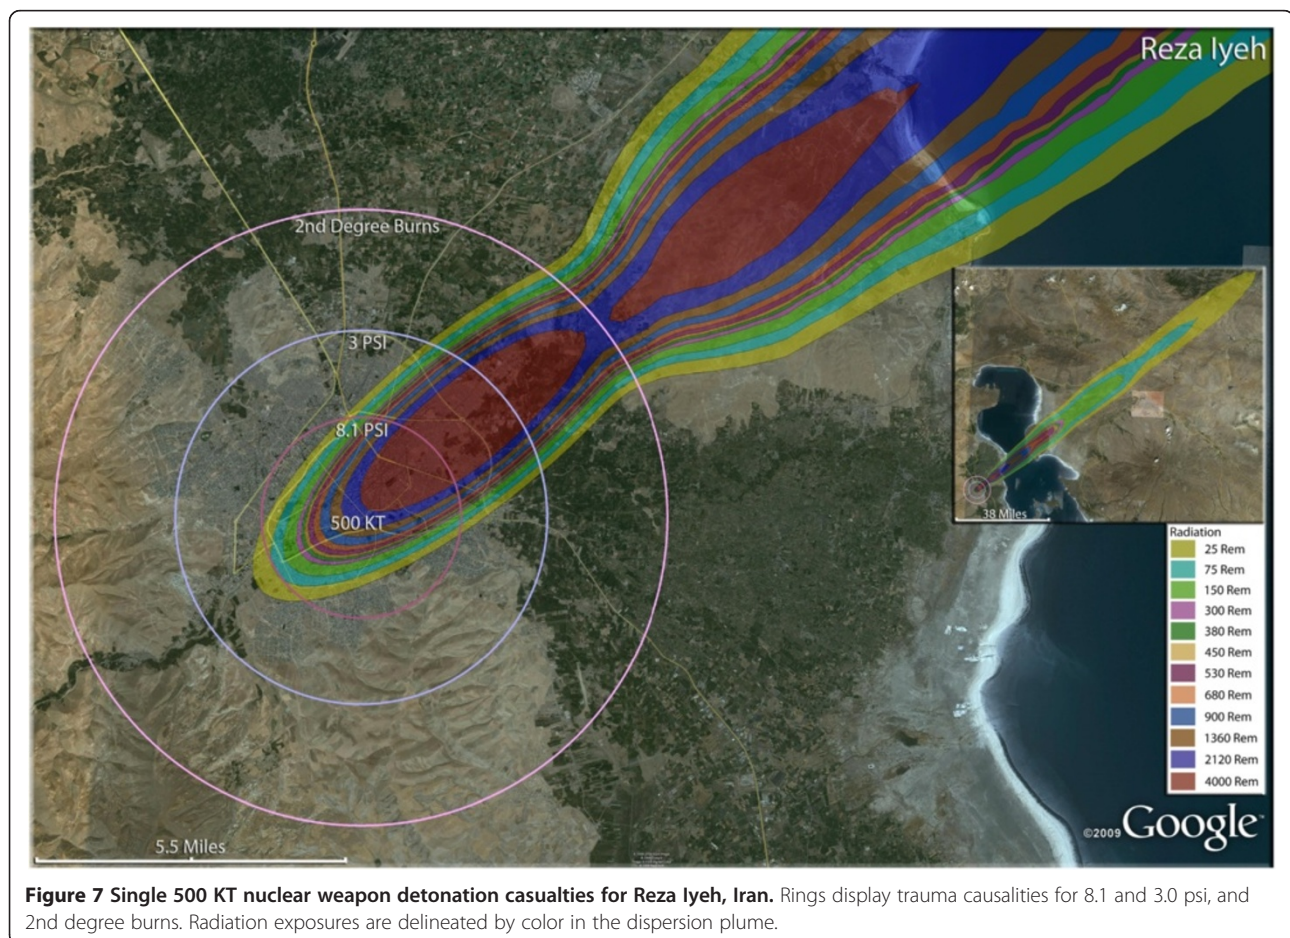 Reza Iyeh
2nd Degree Burns
3 PSI
8.1 PSI
500 KT
38 Miles
Radiation
25 Rem
75 Rem
150 Rem
300 Rem
380 Rem
450 Rem
530 Rem
680 Rem
900 Rem
1360 Rem
2120 Rem
4000 Rem
©2009 Google™
5.5 Miles
Figure 7 Single 500 KT nuclear weapon detonation casualties for Reza Iyeh, Iran. Rings display trauma causalities for 8.1 and 3.0 psi, and
2nd degree burns. Radiation exposures are delineated by color in the dispersion plume.